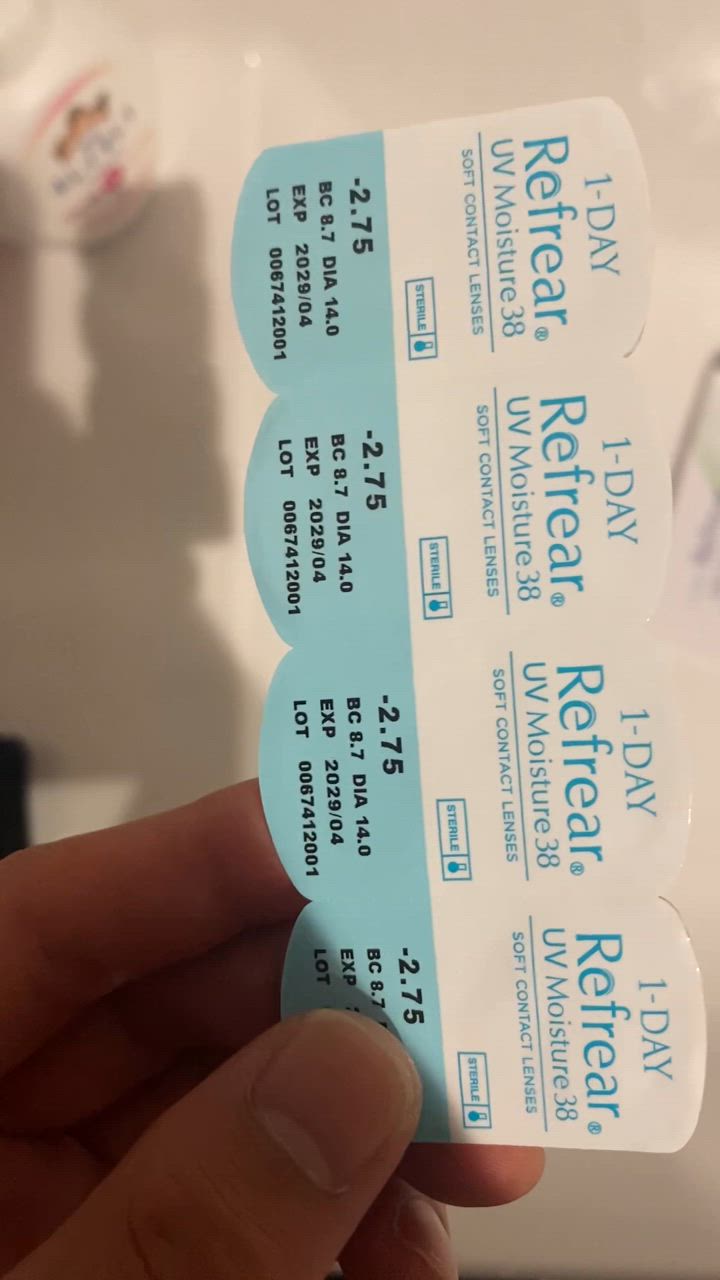 1-DAY
Refrear®
UV Moisture 38
SOFT CONTACT LENSES
STERILE
-2.75
BC 8.7 DIA 14.0
EXP 2029/04
LOT 0067412001
1-DAY
Refrear®
UV Moisture 38
SOFT CONTACT LENSES
STERILE
-2.75
BC 8.7 DIA 14.0
EXP 2029/04
LOT 0067412001
1-DAY
Refrear®
UV Moisture 38
SOFT CONTACT LENSES
STERILE
-2.75
BC 8.7 DIA 14.0
EXP 2029/04
LOT 0067412001
1-DAY
Refrear®
UV Moisture 38
SOFT CONTACT LENSES
STERILE
-2.75
BC 8.7
EXP
LOT